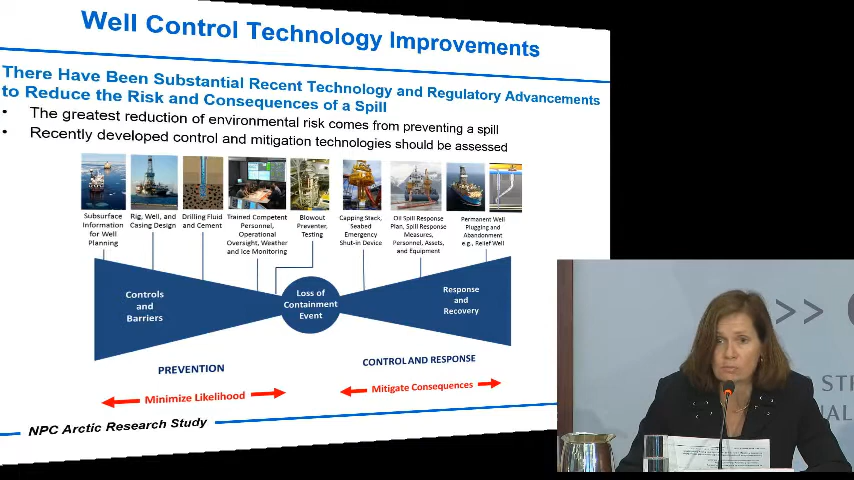 Well Control Technology Improvements
There Have Been Substantial Recent Technology and Regulatory Advancements
to Reduce the Risk and Consequences of a Spill
• The greatest reduction of environmental risk comes from preventing a spill
• Recently developed control and mitigation technologies should be assessed
Subsurface
Information
for Well
Planning
Rig, Well, and
Casing Design
Drilling Fluid
and Cement
Trained Competent
Personnel,
Operational
Oversight, Weather
and Ice Monitoring
Blowout
Preventer,
Testing
Capping Stack,
Seabed
Emergency
Shut-in Device
Oil Spill Response
Plan, Spill Response
Measures,
Personnel, Assets,
and Equipment
Permanent Well
Plugging and
Abandonment
e.g., Relief Well
Controls
and
Barriers
Loss of
Containment
Event
Response
and
Recovery
PREVENTION
CONTROL AND RESPONSE
Minimize Likelihood
Mitigate Consequences
NPC Arctic Research Study
>>
ST